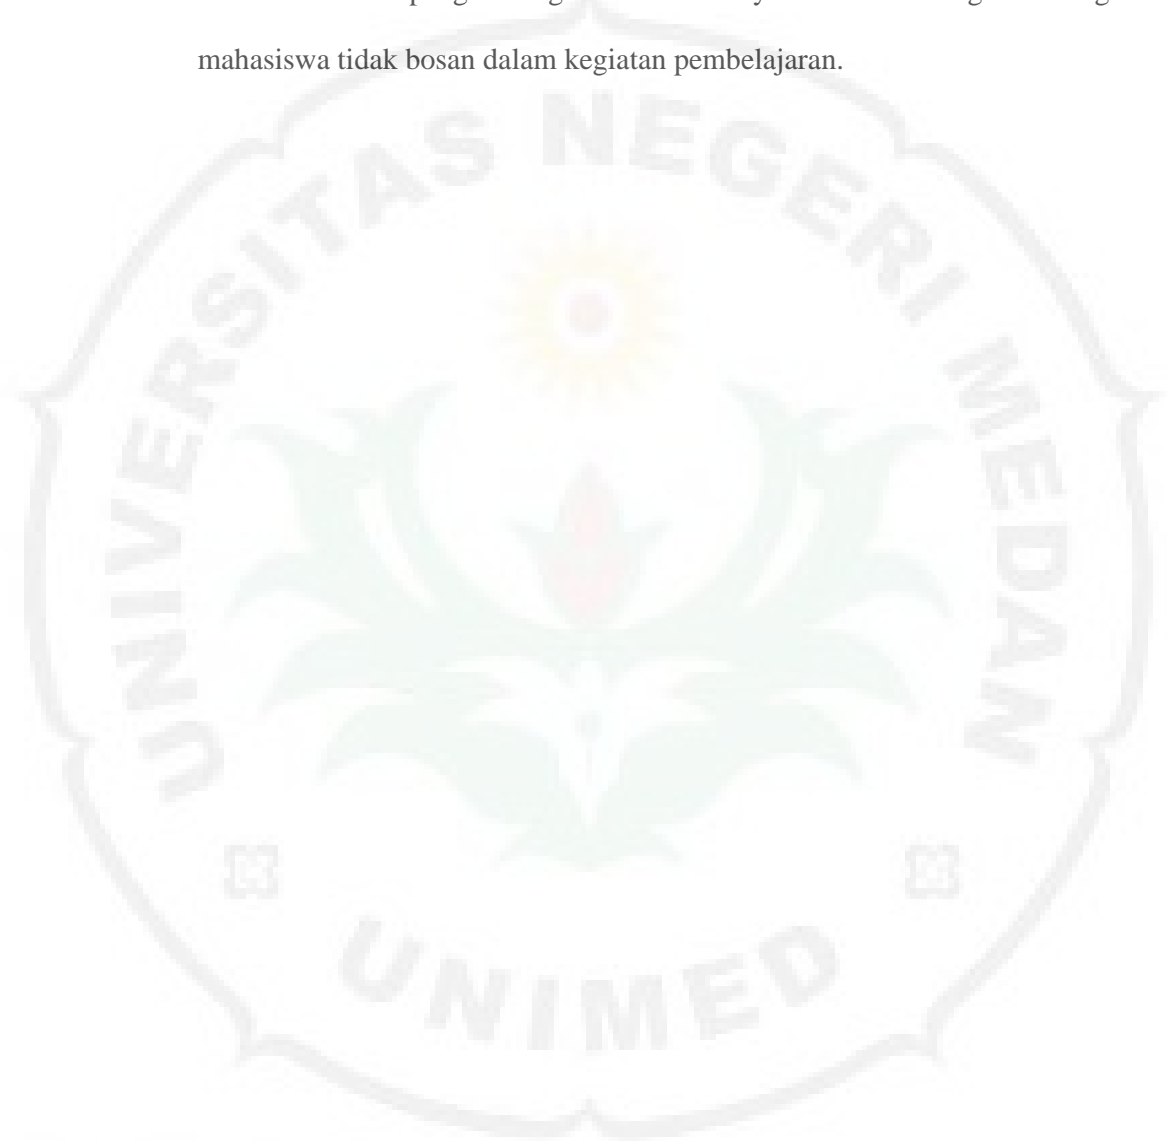 mahasiswa tidak bosan dalam kegiatan pembelajaran.
UNIVERSITAS NEGERI MEDAN
UNIMED